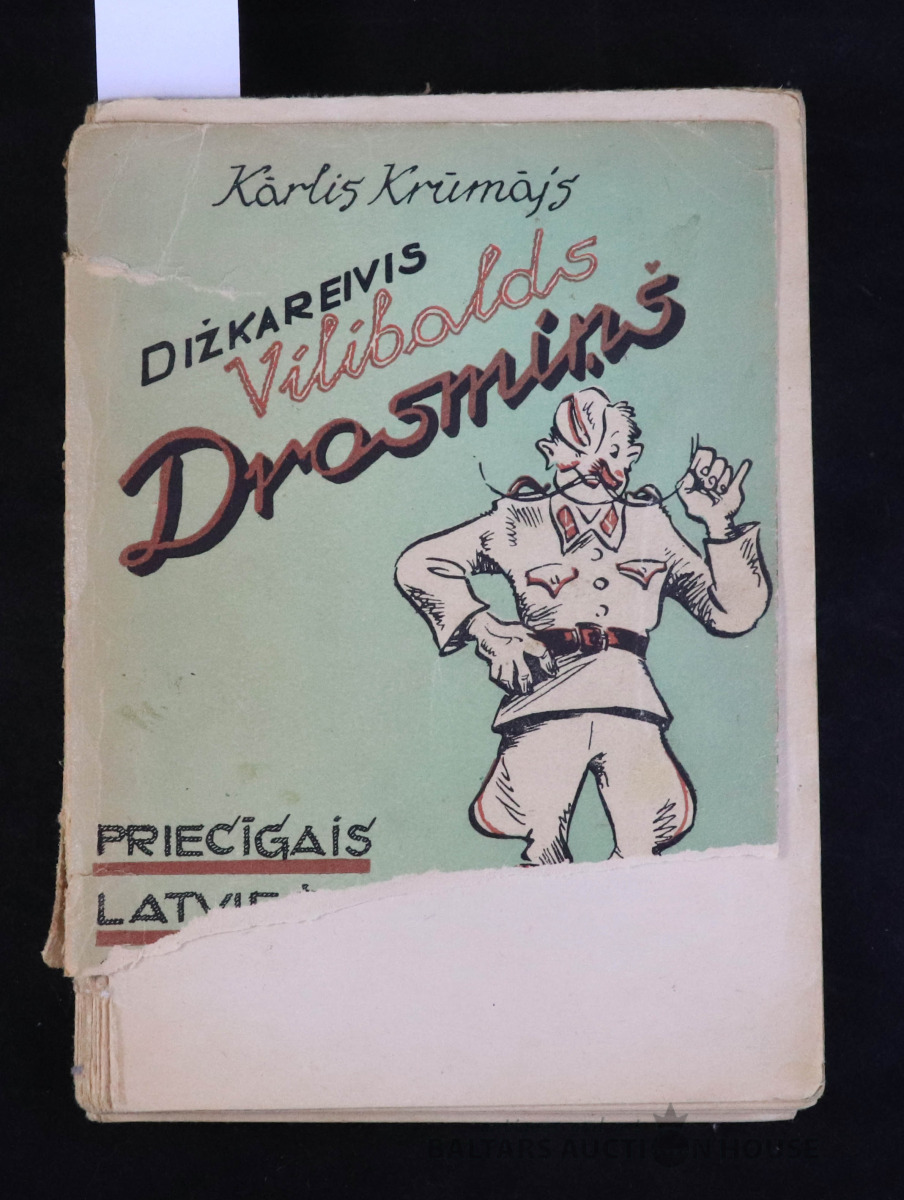 Kārlis Krūmājs
DIŽKAREIVIS
Vilibalds
Drosmiņš
PRIECĪGAIS
BALTARS AUCTION HOUSE